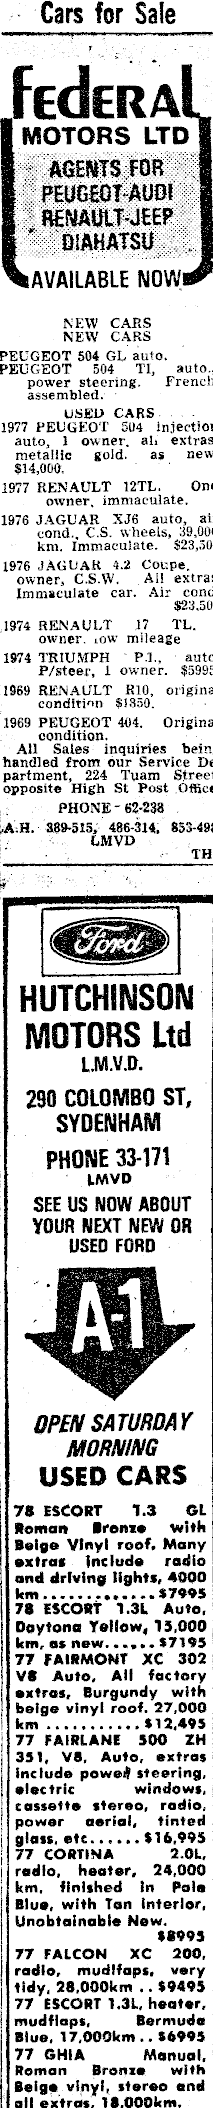 Cars for Sale
FEdERAL
MOTORS LTD
AGENTS FOR
PEUGEOT-AUDI
RENAULT-JEEP
DIAHATSU
AVAILABLE NOW
NEW CARS
NEW CARS
PEUGEOT 504 GL auto.
PEUGEOT 504 TI, auto.,
power steering. French
assembled.
USED CARS
1977 PEUGEOT 504 Injection
auto, 1 owner, all extras
metallic gold. as new
$14,000.
1977 RENAULT 12TL. One
owner, immaculate.
1976 JAGUAR XJ6 auto, ai
cond., C.S. wheels, 39,00
km. Immaculate. $23,50
1976 JAGUAR 4.2 Coupe,
owner, C.S.W. All extra
Immaculate car. Air cond
$23,50
1974 RENAULT 17 TL.
owner. low mileage
1974 TRIUMPH P.I., auto
P/steer, 1 owner. $5995
1969 RENAULT R10, origina
condition $1350.
1969 PEUGEOT 404. Origina
condition.
All Sales inquiries bein
handled from our Service De
partment, 224 Tuam Stree
opposite High St Post Office
PHONE - 62-238
A.H. 389-515, 486-314, 853-498
LMVD
TH
Ford
HUTCHINSON
MOTORS Ltd
L.M.V.D.
290 COLOMBO ST,
SYDENHAM
PHONE 33-171
LMVD
SEE US NOW ABOUT
YOUR NEXT NEW OR
USED FORD
A-1
OPEN SATURDAY
MORNING
USED CARS
78 ESCORT 1.3 GL
Roman Bronze with
Beige Vinyl roof. Many
extras include radio
and driving lights, 4000
km.............$7995
78 ESCORT 1.3L Auto,
Daytona Yellow, 15,000
km, as new......$7195
77 FAIRMONT XC 302
V8 Auto, All factory
extras, Burgundy with
beige vinyl roof. 27,000
km ...........$12,495
77 FAIRLANE 500 ZH
351, V8, Auto, extras
include power steering,
electric windows,
cassette stereo, radio,
power aerial, tinted
glass, etc......$16,995
77 CORTINA 2.0L,
radio, heater, 24,000
km, finished in Pale
Blue, with Tan interior,
Unobtainable New.
$8995
77 FALCON XC 200,
radio, mudflaps, very
tidy, 28,000km .. $9495
77 ESCORT 1.3L, heater,
mudflaps, Bermuda
Blue, 17,000km .. $6995
77 GHIA Manual,
Roman Bronze with
Beige vinyl, stereo and
all extras, 18,000km.